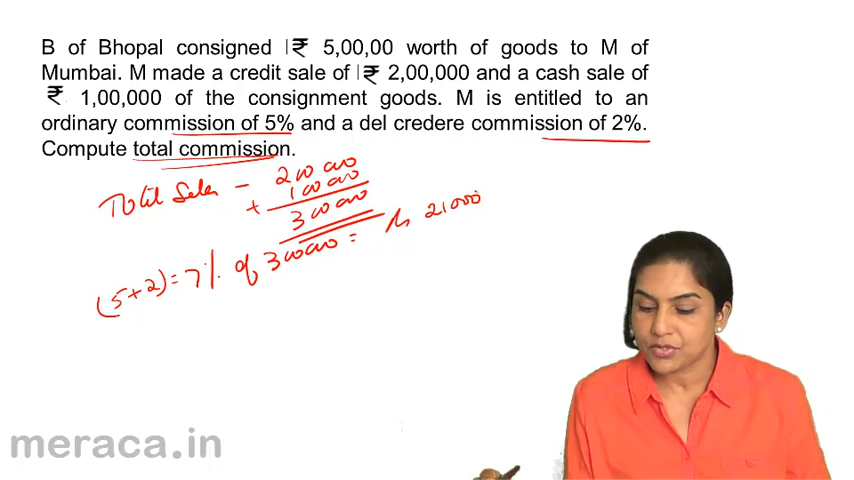 B of Bhopal consigned ₹ 5,00,00 worth of goods to M of
Mumbai. M made a credit sale of ₹ 2,00,000 and a cash sale of
₹ 1,00,000 of the consignment goods. M is entitled to an
ordinary commission of 5% and a del credere commission of 2%.
Compute total commission.
Total Sales - 200000
+ 100000
300000
(5+2) = 7% of 300000 = Rs 21000
meraca.in